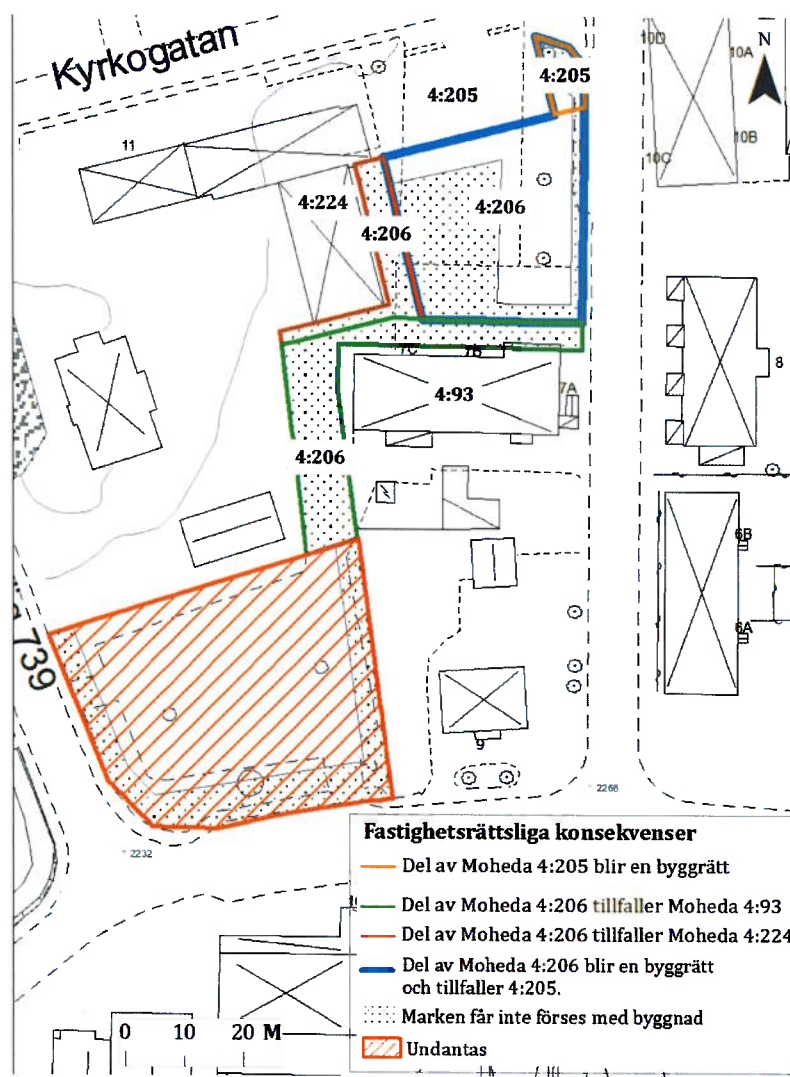 Kyrkogatan
10D
10A
N
4:205
4:205
11
10B
10C
4:224
4:206
4:206
7C
7B
8
7A
4:93
4:206
6B
739
6A
9
2266
2232
Fastighetsrättsliga konsekvenser
Del av Moheda 4:205 blir en byggrätt
Del av Moheda 4:206 tillfaller Moheda 4:93
Del av Moheda 4:206 tillfaller Moheda 4:224
Del av Moheda 4:206 blir en byggrätt
och tillfaller 4:205.
Marken får inte förses med byggnad
Undantas
0 10 20 M